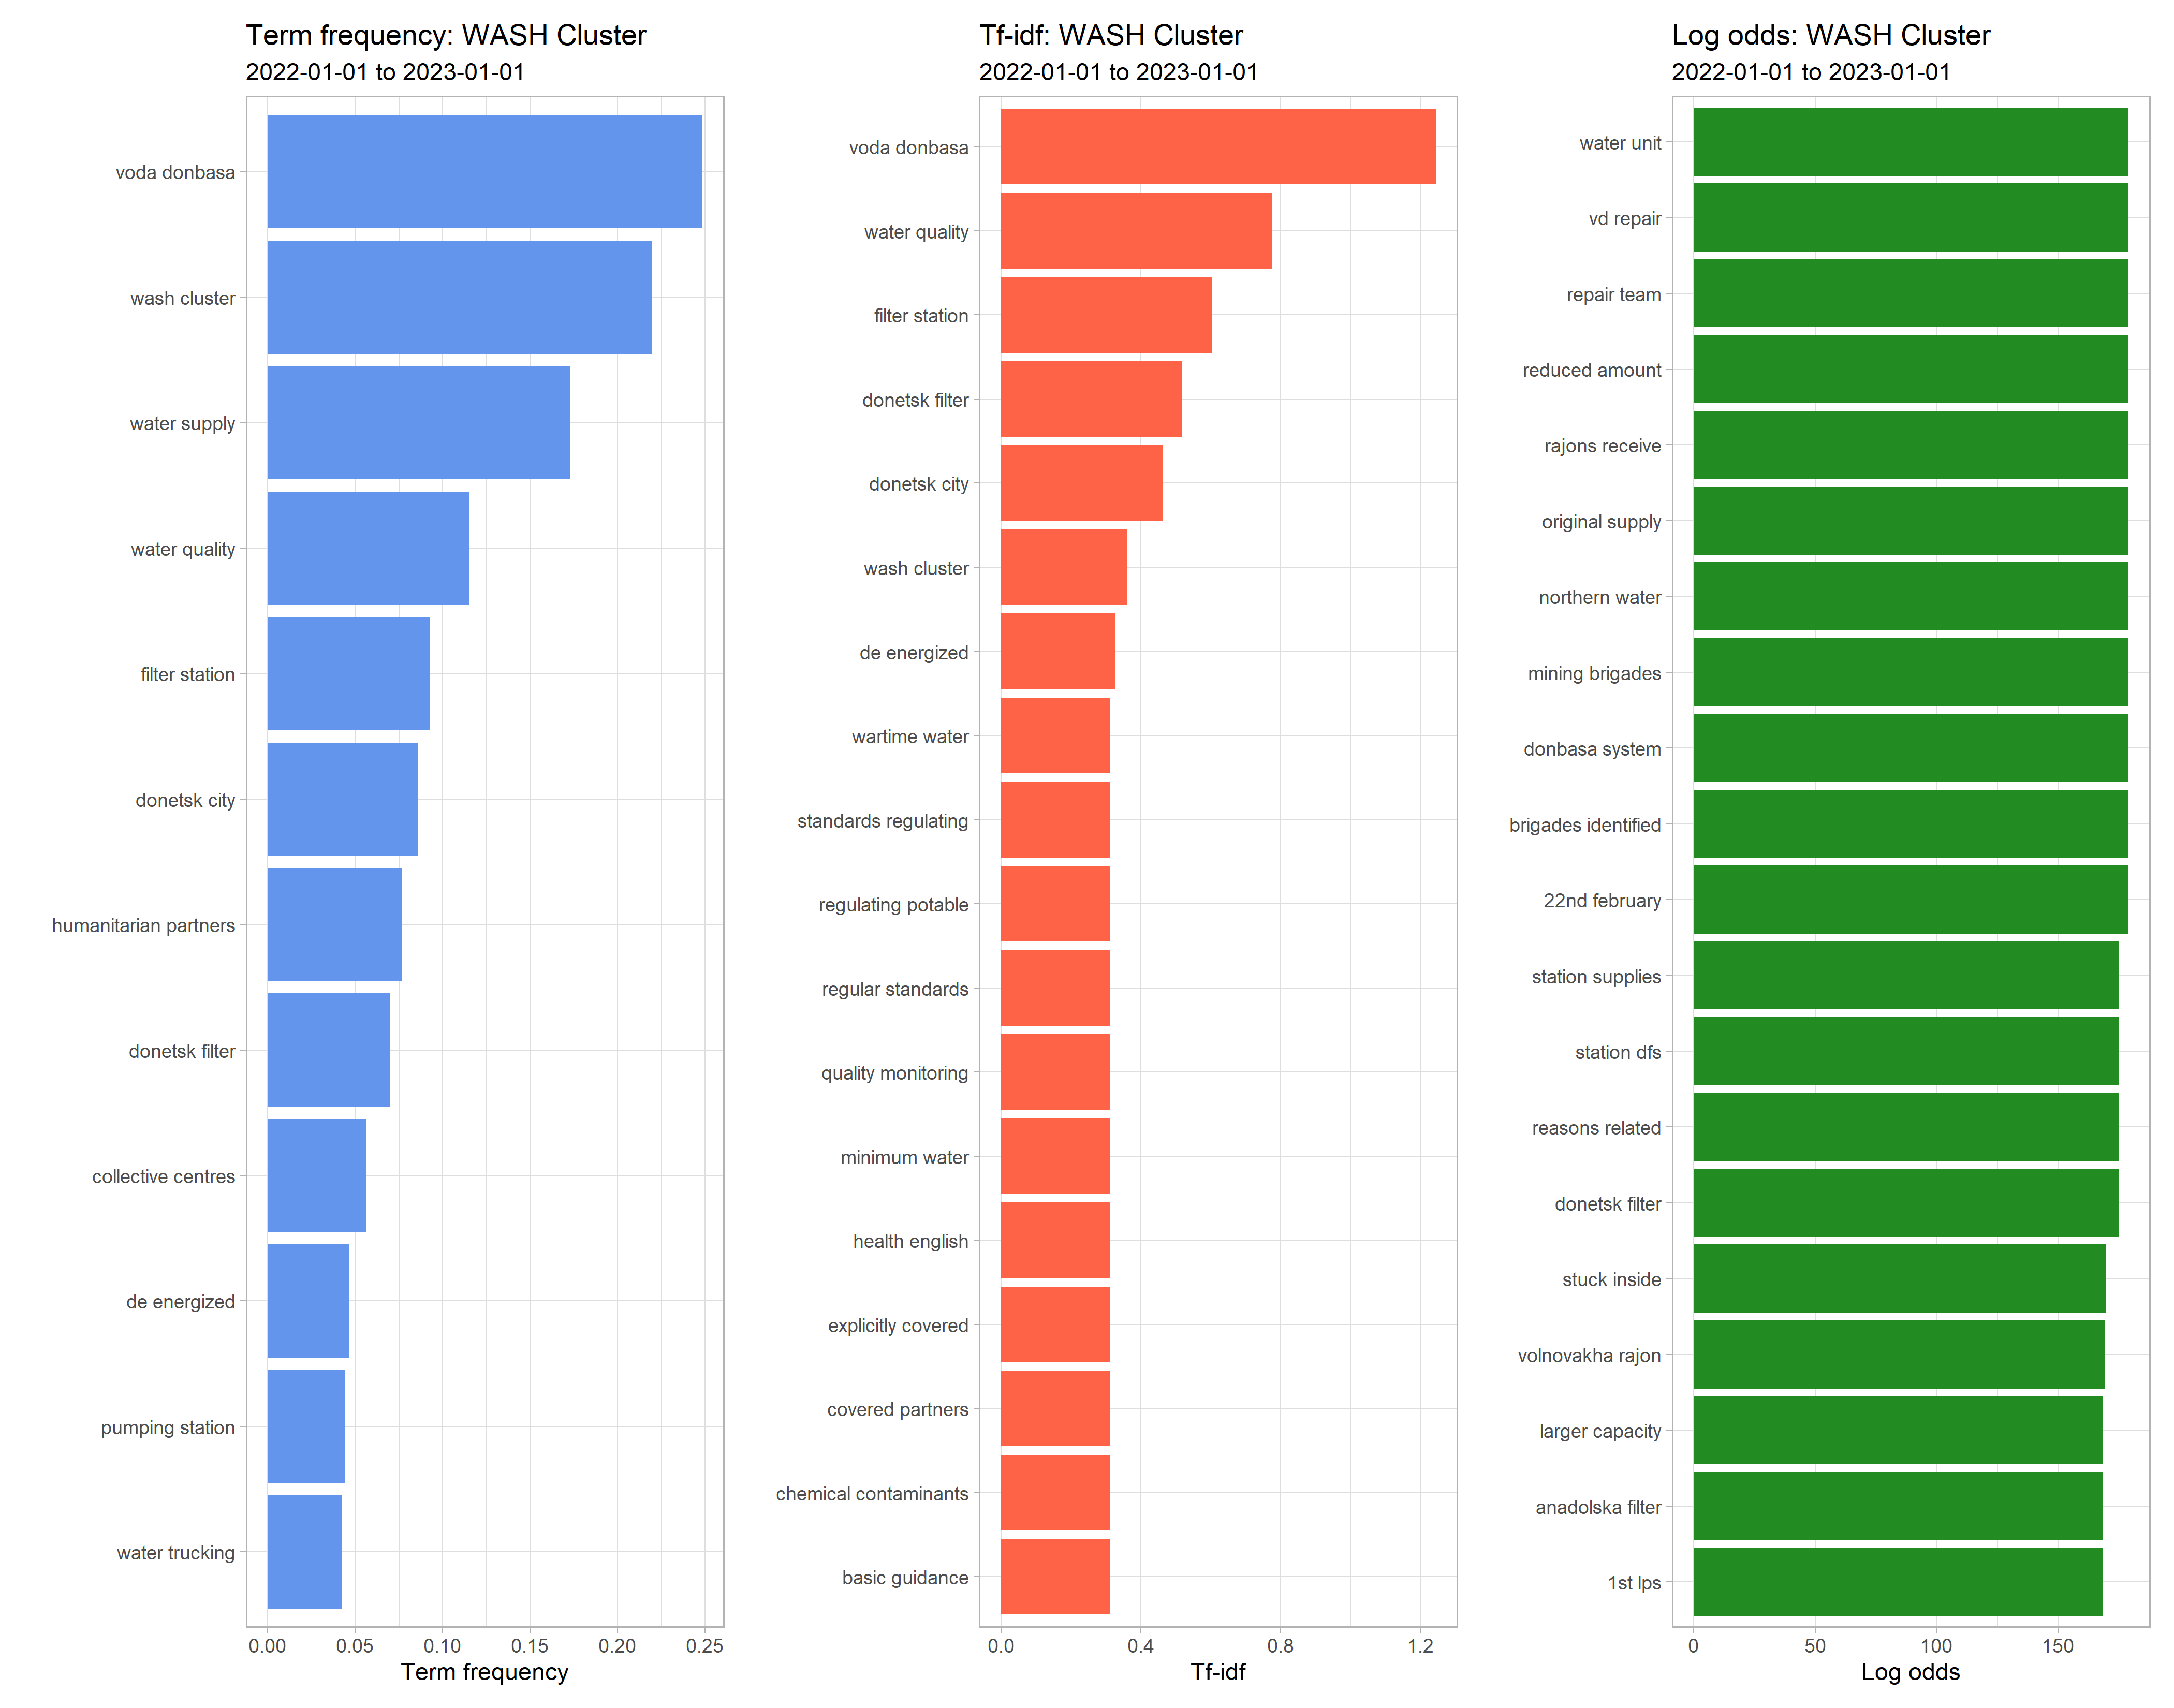 Term frequency: WASH Cluster
2022-01-01 to 2023-01-01
voda donbasa
wash cluster
water supply
water quality
filter station
donetsk city
humanitarian partners
donetsk filter
collective centres
de energized
pumping station
water trucking
0.00 0.05 0.10 0.15 0.20 0.25
Term frequency
Tf-idf: WASH Cluster
2022-01-01 to 2023-01-01
voda donbasa
water quality
filter station
donetsk filter
donetsk city
wash cluster
de energized
wartime water
standards regulating
regulating potable
regular standards
quality monitoring
minimum water
health english
explicitly covered
covered partners
chemical contaminants
basic guidance
0.0 0.4 0.8 1.2
Tf-idf
Log odds: WASH Cluster
2022-01-01 to 2023-01-01
water unit
vd repair
repair team
reduced amount
rajons receive
original supply
northern water
mining brigades
donbasa system
brigades identified
22nd february
station supplies
station dfs
reasons related
donetsk filter
stuck inside
volnovakha rajon
larger capacity
anadolska filter
1st lps
0 50 100 150
Log odds